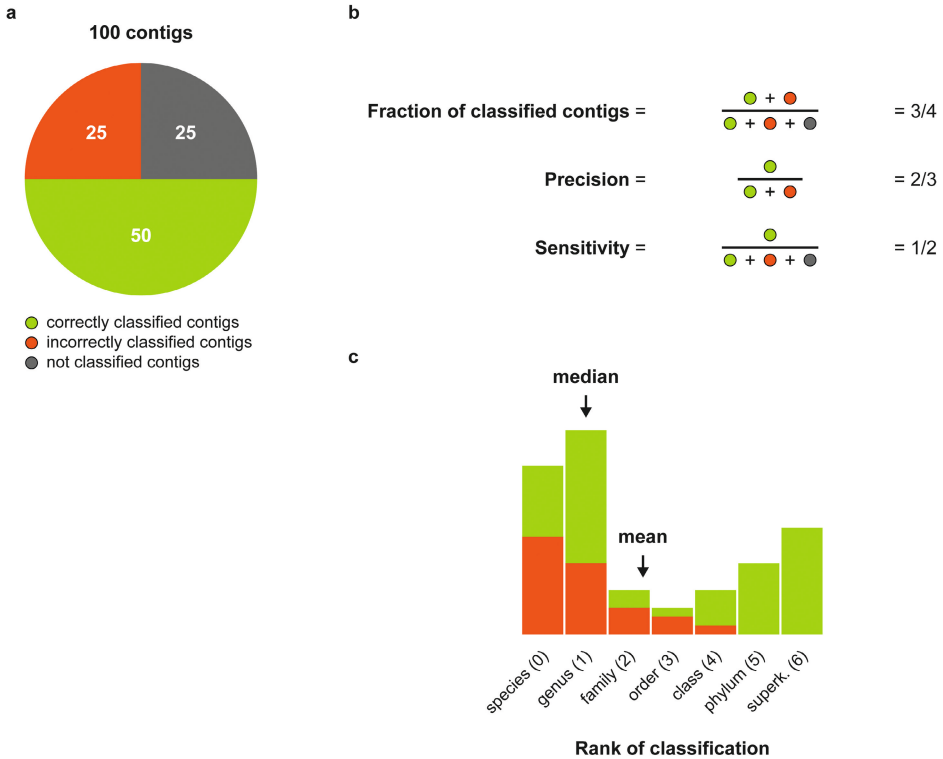 a
100 contigs
25
25
50
correctly classified contigs
incorrectly classified contigs
not classified contigs
b
Fraction of classified contigs = + / + + = 3/4
Precision = / + = 2/3
Sensitivity = / + + = 1/2
c
median
mean
species (0)
genus (1)
family (2)
order (3)
class (4)
phylum (5)
superk. (6)
Rank of classification